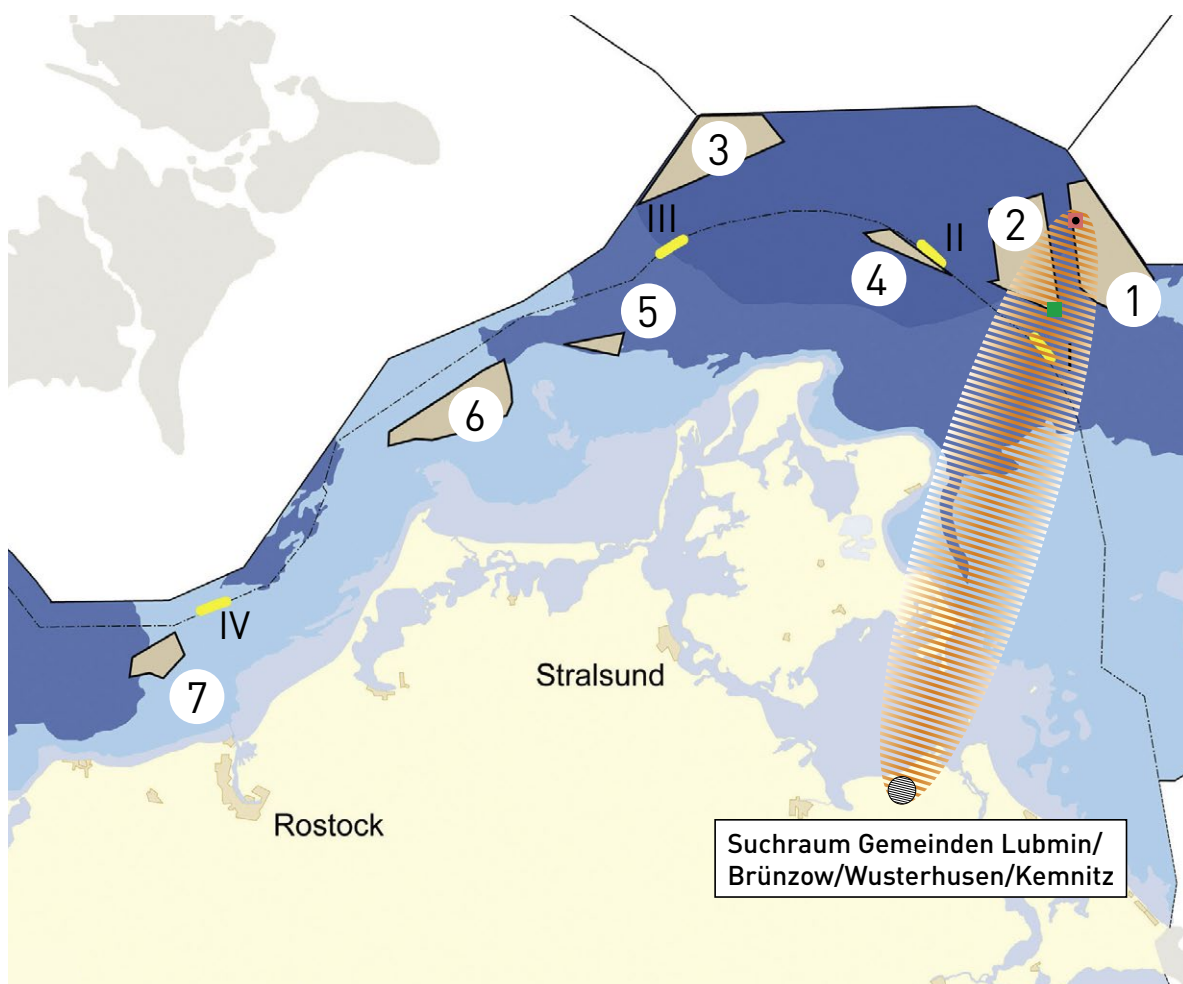 3
III
2
II
4
1
5
I
6
IV
Stralsund
7
Rostock
Suchraum Gemeinden Lubmin/
Brünzow/Wusterhusen/Kemnitz